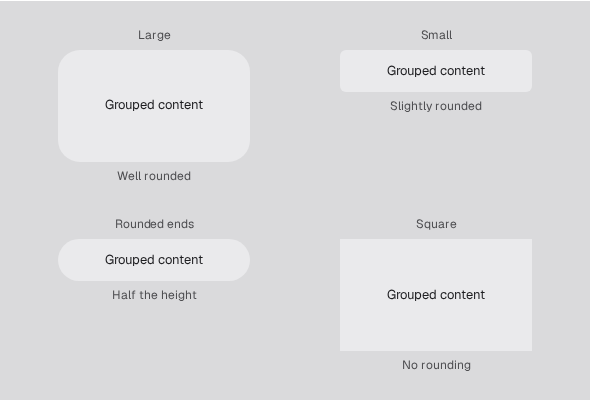 Large
Grouped content
Well rounded
Small
Grouped content
Slightly rounded
Rounded ends
Grouped content
Half the height
Square
Grouped content
No rounding